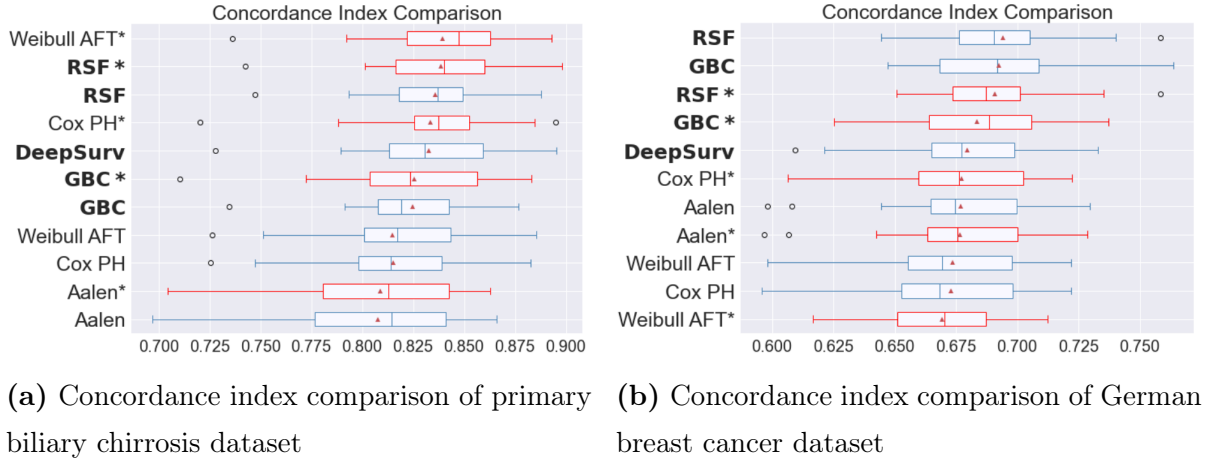 Concordance Index Comparison
Weibull AFT*
RSF *
RSF
Cox PH*
DeepSurv
GBC *
GBC
Weibull AFT
Cox PH
Aalen*
Aalen
0.700 0.725 0.750 0.775 0.800 0.825 0.850 0.875 0.900
(a) Concordance index comparison of primary
biliary chirrosis dataset
Concordance Index Comparison
RSF
GBC
RSF *
GBC *
DeepSurv
Cox PH*
Aalen
Aalen*
Weibull AFT
Cox PH
Weibull AFT*
0.600 0.625 0.650 0.675 0.700 0.725 0.750
(b) Concordance index comparison of German
breast cancer dataset